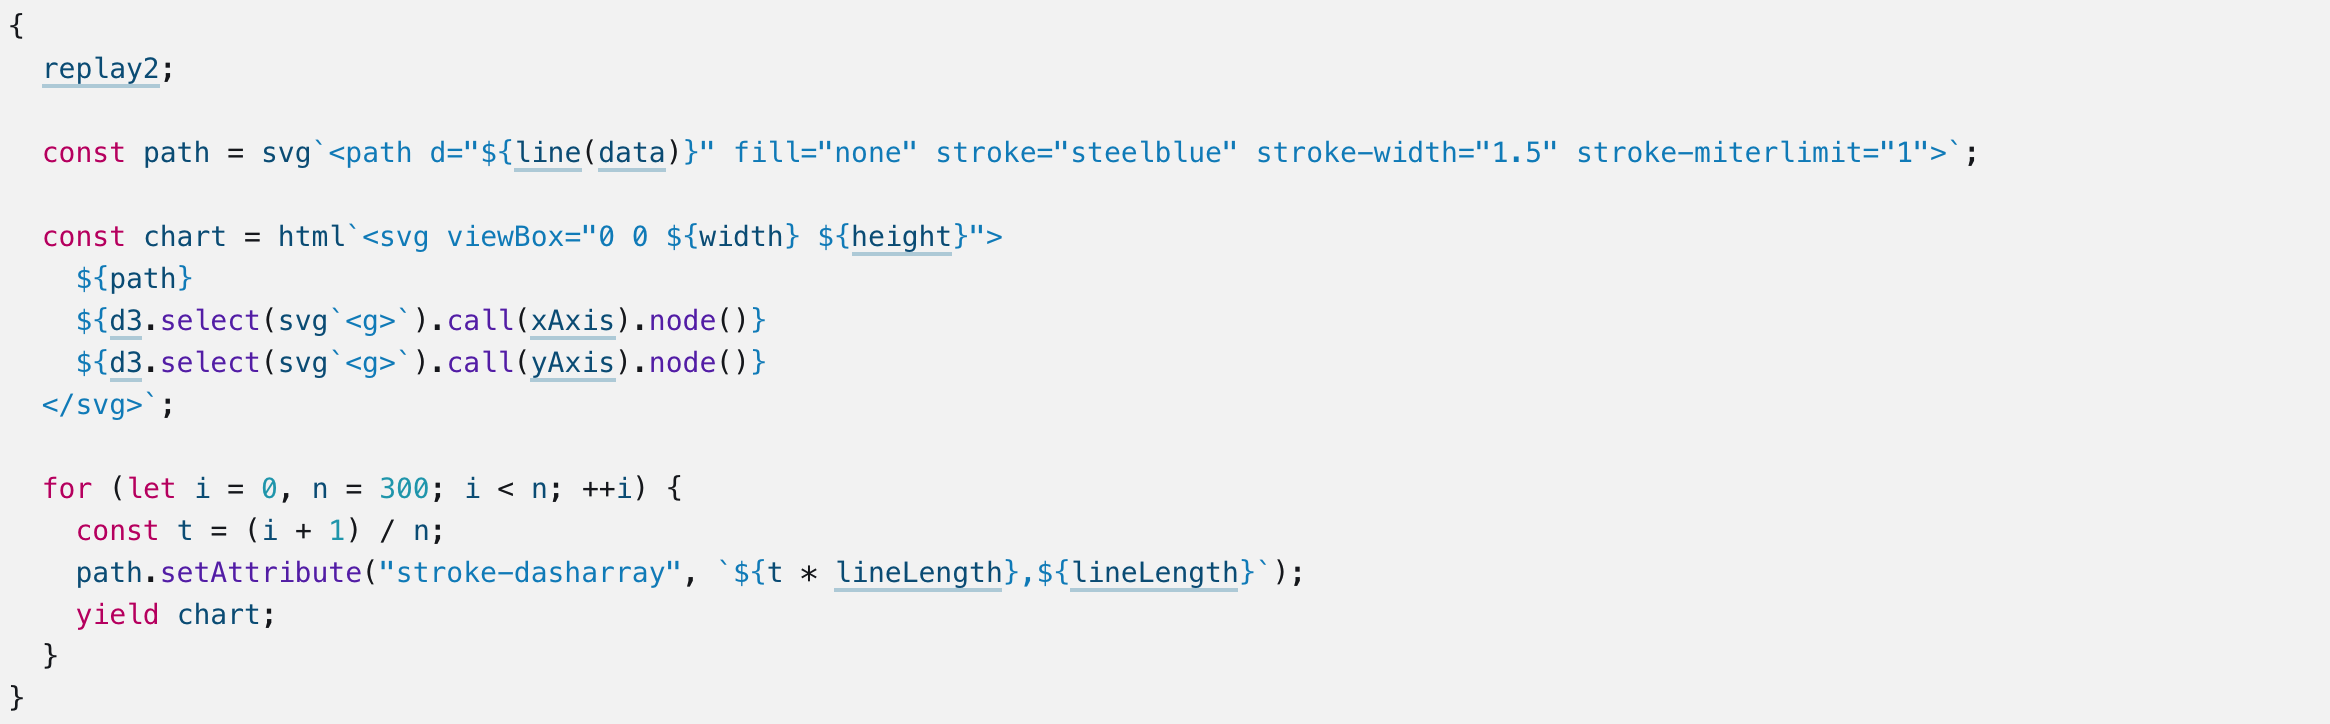 {
  replay2;

  const path = svg`<path d="${line(data)}" fill="none" stroke="steelblue" stroke-width="1.5" stroke-miterlimit="1">`;

  const chart = html`<svg viewBox="0 0 ${width} ${height}">
    ${path}
    ${d3.select(svg`<g>`).call(xAxis).node()}
    ${d3.select(svg`<g>`).call(yAxis).node()}
  </svg>`;

  for (let i = 0, n = 300; i < n; ++i) {
    const t = (i + 1) / n;
    path.setAttribute("stroke-dasharray", `${t * lineLength},${lineLength}`);
    yield chart;
  }
}